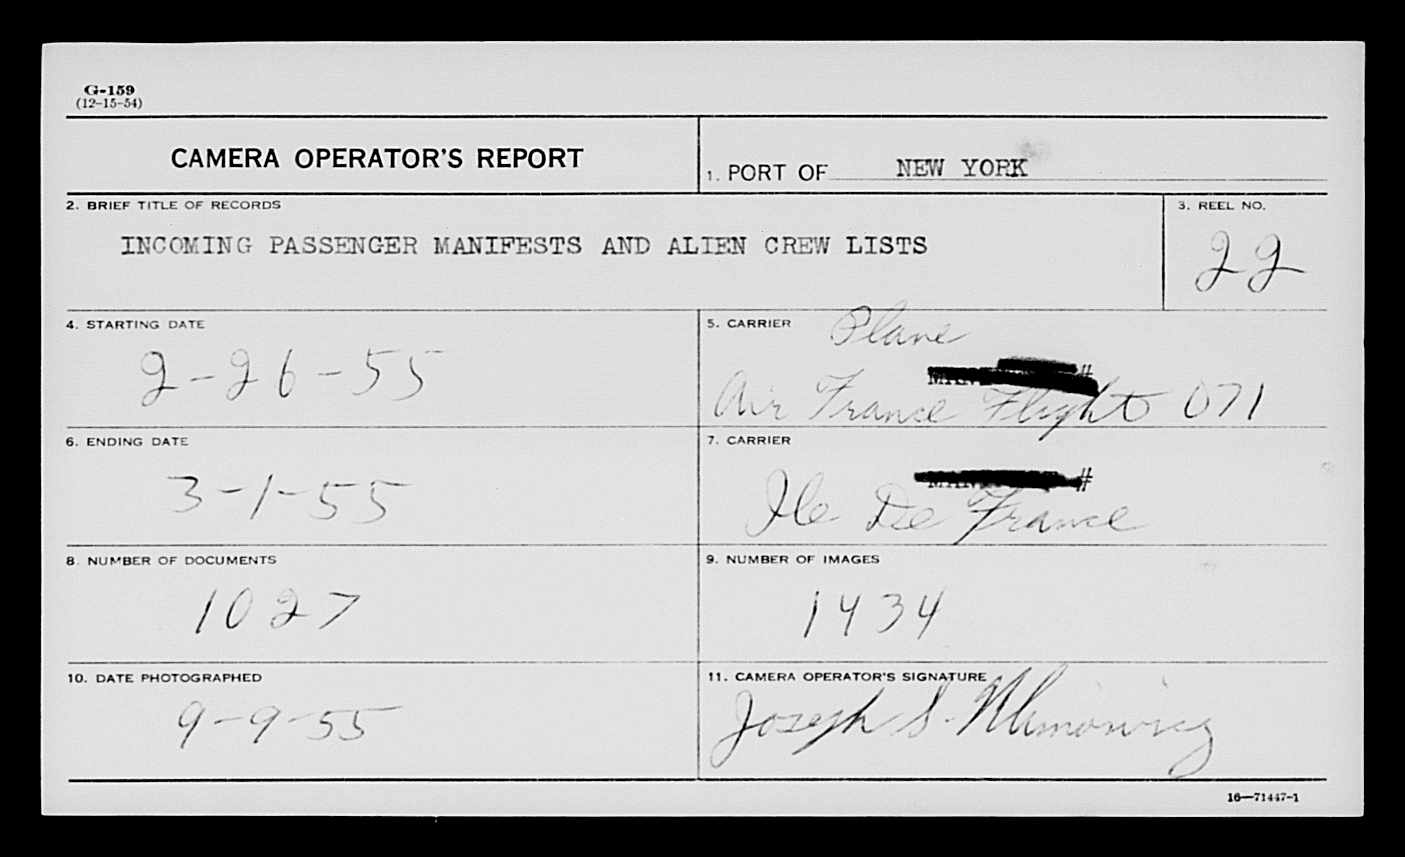 G-159
(12-15-54)
CAMERA OPERATOR'S REPORT
1. PORT OF NEW YORK
2. BRIEF TITLE OF RECORDS
INCOMING PASSENGER MANIFESTS AND ALIEN CREW LISTS
3. REEL NO.
22
4. STARTING DATE
2-26-55
5. CARRIER
Plane
#
Air France Flight 071
6. ENDING DATE
3-1-55
7. CARRIER
#
Ile De France
8. NUMBER OF DOCUMENTS
1027
9. NUMBER OF IMAGES
1434
10. DATE PHOTOGRAPHED
9-9-55
11. CAMERA OPERATOR'S SIGNATURE
Joseph S.
16-71447-1